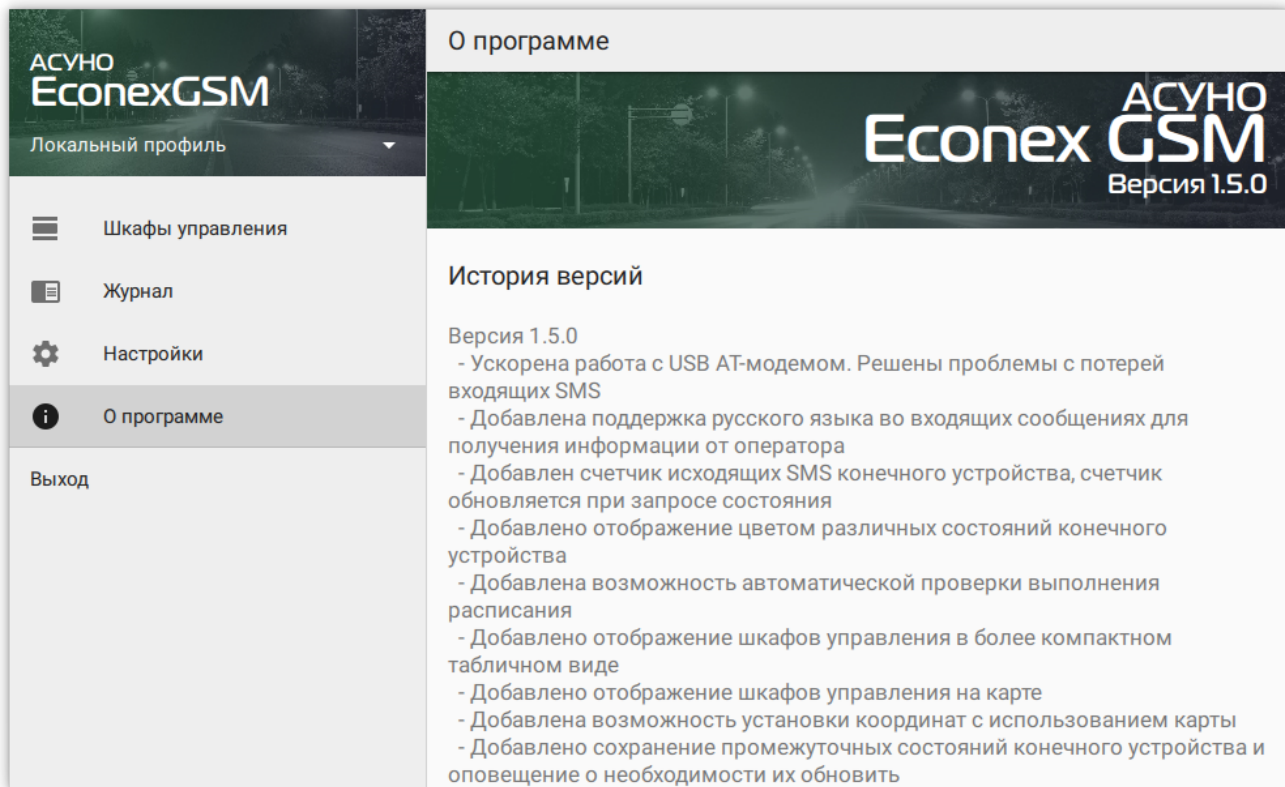 АСУНО
EconexGSM
Локальный профиль
Шкафы управления
Журнал
Настройки
О программе
Выход
О программе
АСУНО
Econex GSM
Версия 1.5.0
История версий
Версия 1.5.0
- Ускорена работа с USB AT-модемом. Решены проблемы с потерей
входящих SMS
- Добавлена поддержка русского языка во входящих сообщениях для
получения информации от оператора
- Добавлен счетчик исходящих SMS конечного устройства, счетчик
обновляется при запросе состояния
- Добавлено отображение цветом различных состояний конечного
устройства
- Добавлена возможность автоматической проверки выполнения
расписания
- Добавлено отображение шкафов управления в более компактном
табличном виде
- Добавлено отображение шкафов управления на карте
- Добавлена возможность установки координат с использованием карты
- Добавлено сохранение промежуточных состояний конечного устройства и
оповещение о необходимости их обновить